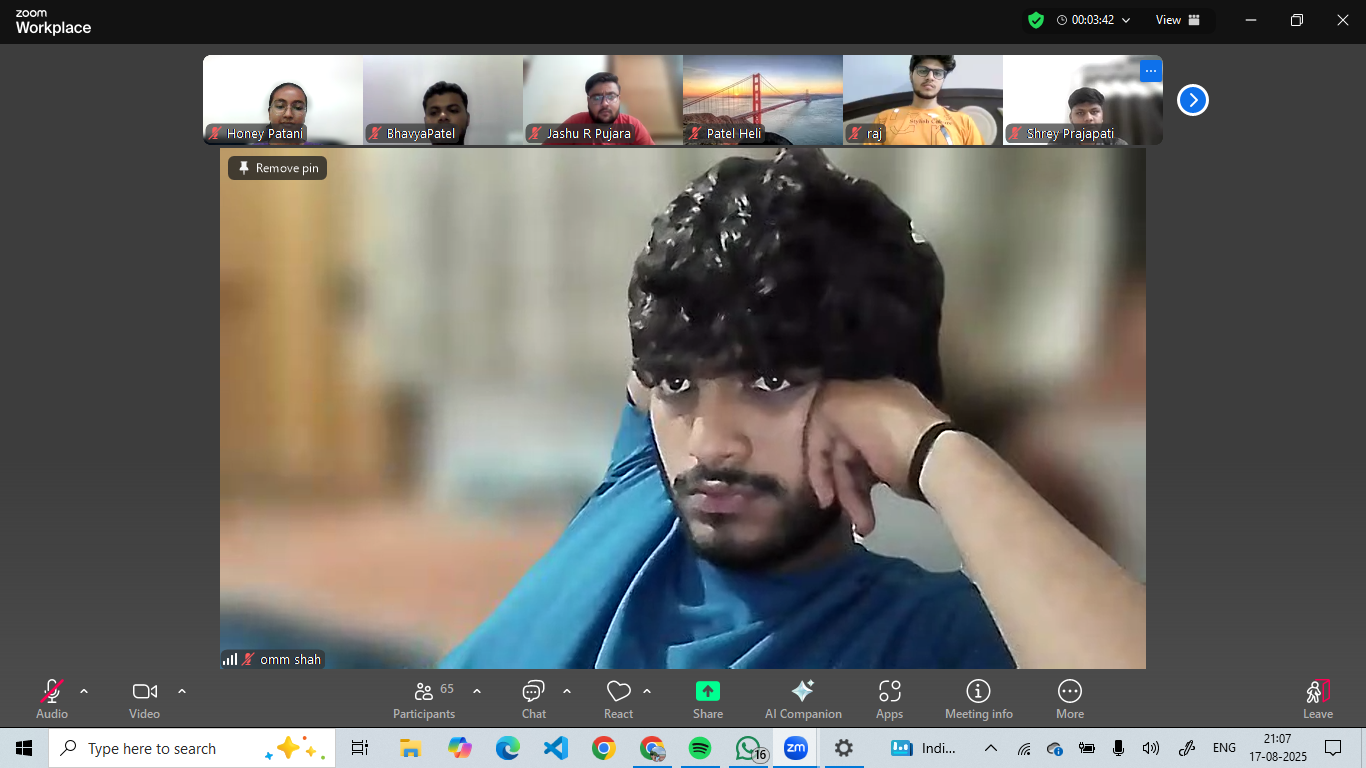 zoom
Workplace
00:03:42
View
Honey Patani
BhavyaPatel
Jashu R Pujara
Patel Heli
raj
Shrey Prajapati
Remove pin
omm shah
65
Audio
Video
Participants
Chat
React
Share
AI Companion
Apps
Meeting info
More
Leave
Type here to search
16
zm
Indi...
ENG
21:07
17-08-2025